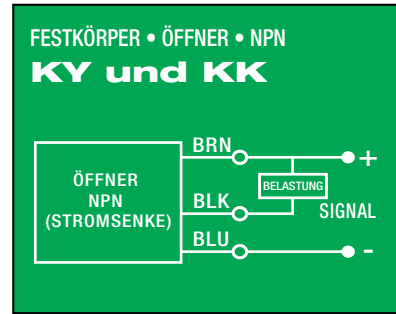 FESTKÖRPER • ÖFFNER • NPN
KY und KK
BRN
+
ÖFFNER
NPN
(STROMSENKE)
BELASTUNG
BLK
SIGNAL
BLU
-